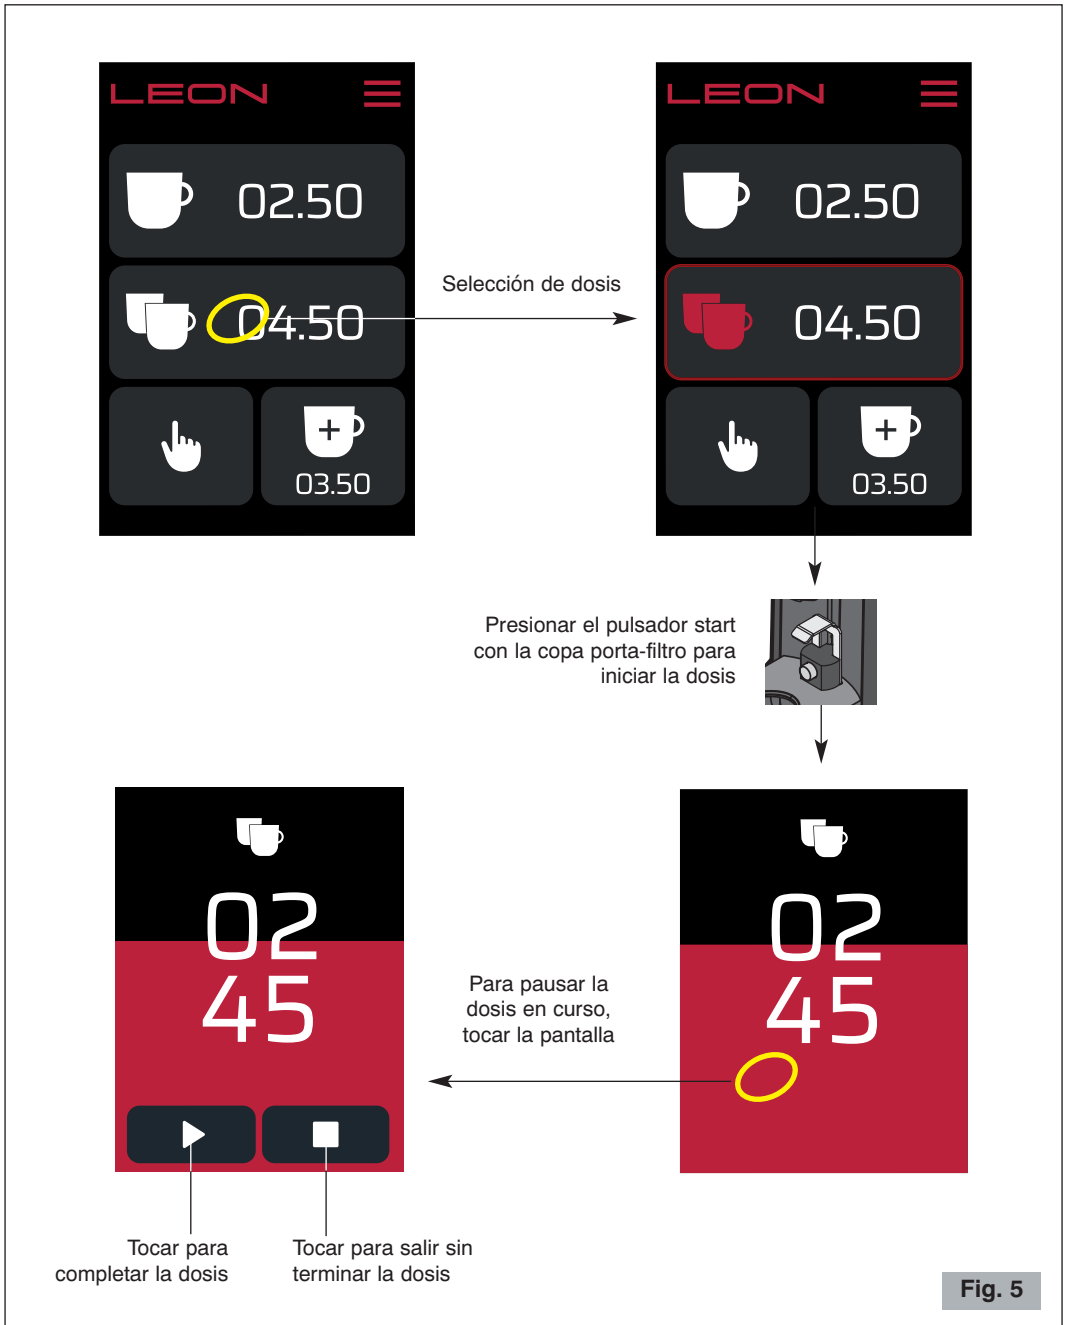 LEON
02.50
04.50
03.50
Selección de dosis
LEON
02.50
04.50
03.50
Presionar el pulsador start
con la copa porta-filtro para
iniciar la dosis
02
45
Para pausar la
dosis en curso,
tocar la pantalla
02
45
Tocar para
completar la dosis
Tocar para salir sin
terminar la dosis
Fig. 5